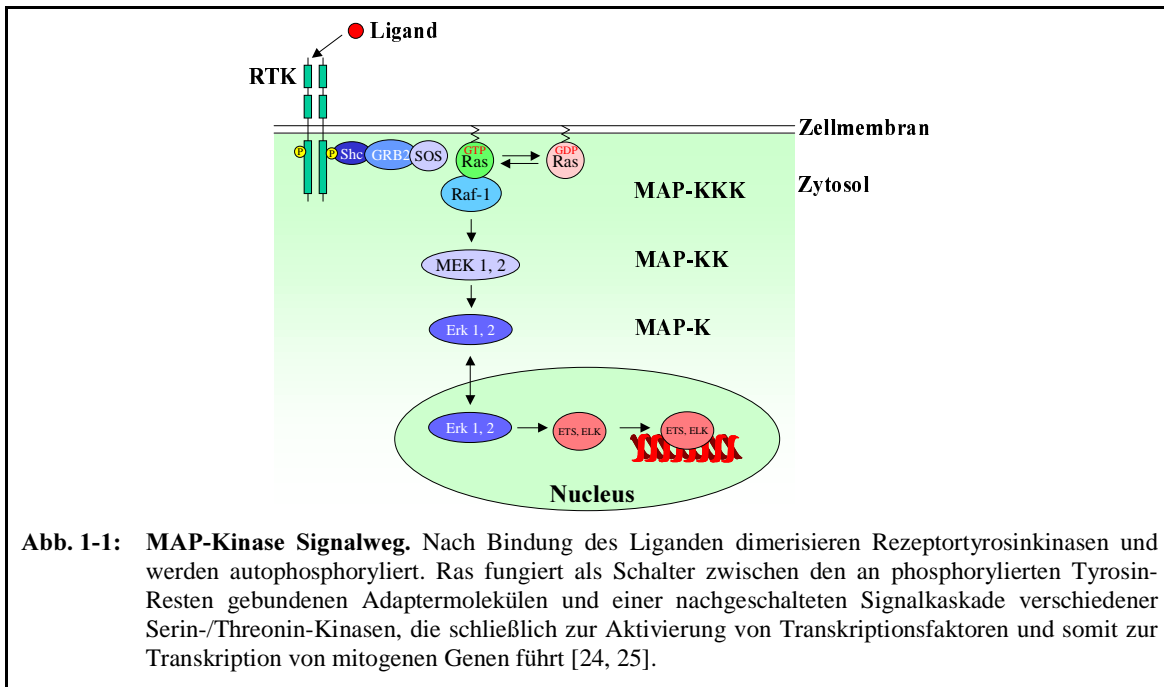 Ligand
RTK
Zellmembran
P P Shc GRB2 SOS GTP Ras GDP Ras
Zytosol
Raf-1 MAP-KKK
MEK 1, 2 MAP-KK
Erk 1, 2 MAP-K
Erk 1, 2 ETS, ELK ETS, ELK
Nucleus
Abb. 1-1: MAP-Kinase Signalweg. Nach Bindung des Liganden dimerisieren Rezeptortyrosinkinasen und
werden autophosphoryliert. Ras fungiert als Schalter zwischen den an phosphorylierten Tyrosin-
Resten gebundenen Adaptermolekülen und einer nachgeschalteten Signalkaskade verschiedener
Serin-/Threonin-Kinasen, die schließlich zur Aktivierung von Transkriptionsfaktoren und somit zur
Transkription von mitogenen Genen führt [24, 25].